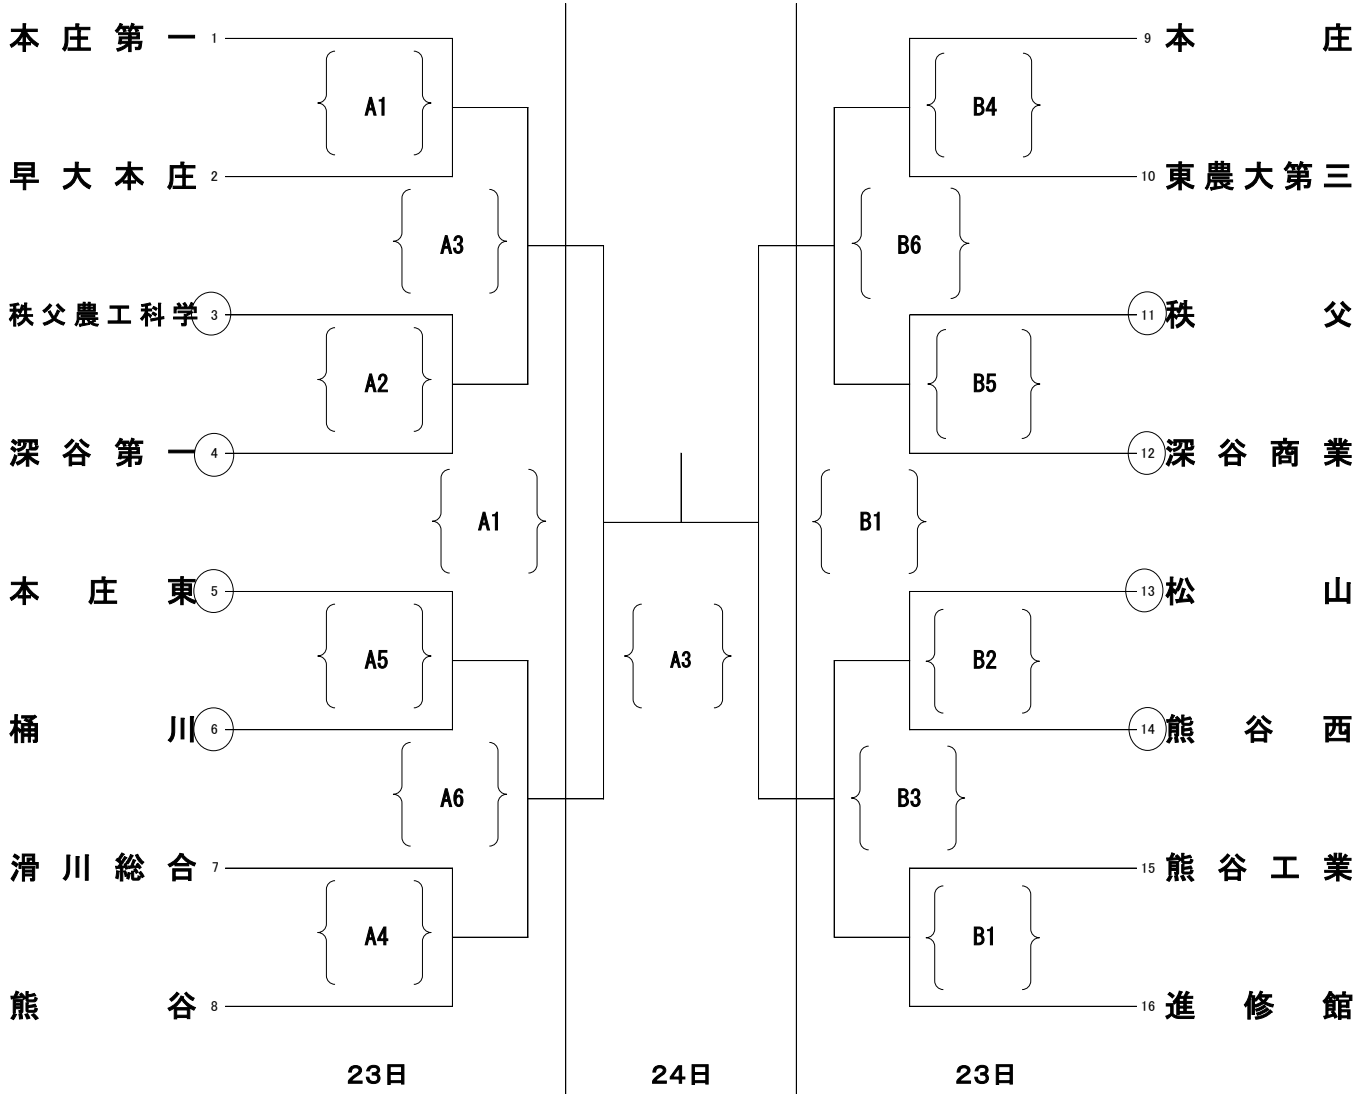 本庄第一 1
A1
早大本庄 2
A3
秩父農工科学 3
A2
深谷第一 4
A1
本庄東 5
A5
桶川 6
A6
滑川総合 7
A4
熊谷 8
23日
A3
24日
9 本庄
B4
10 東農大第三
B6
11 秩父
B5
12 深谷商業
B1
13 松山
B2
14 熊谷西
B3
15 熊谷工業
B1
16 進修館
23日